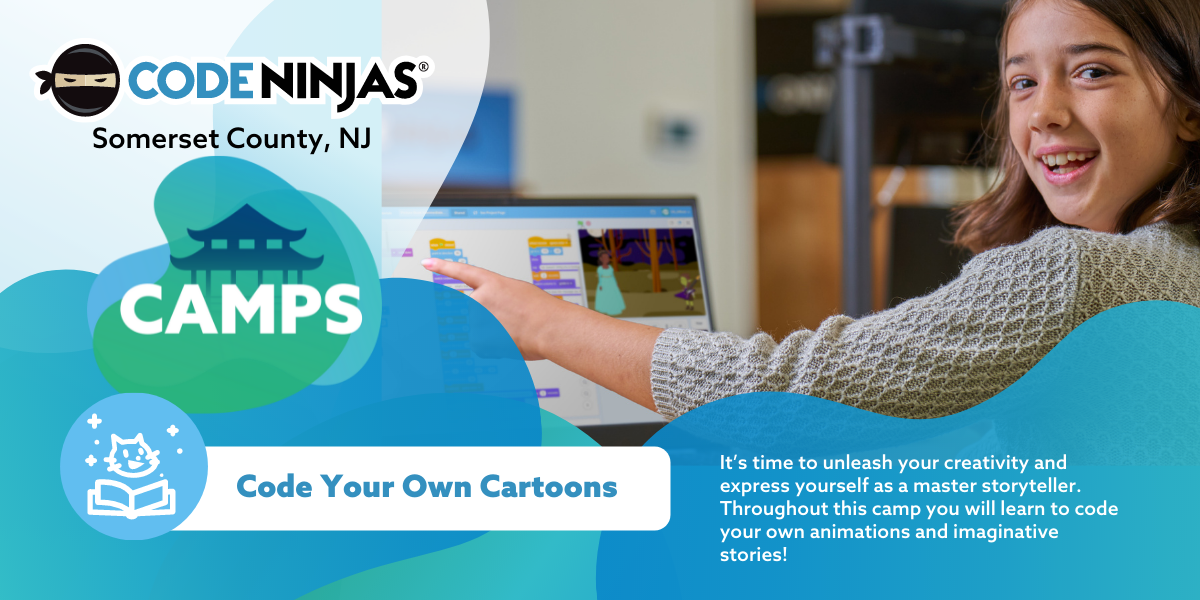 CODE NINJAS®
Somerset County, NJ
CAMPS
Code Your Own Cartoons
It’s time to unleash your creativity and
express yourself as a master storyteller.
Throughout this camp you will learn to code
your own animations and imaginative
stories!